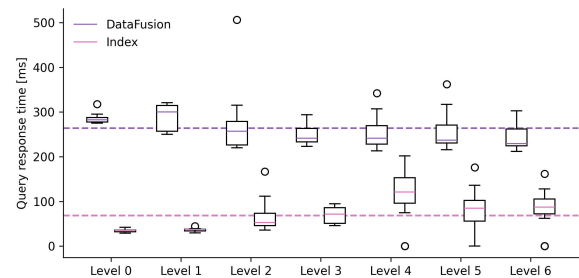 500
400
300
200
100
0
Query response time [ms]
DataFusion
Index
Level 0 Level 1 Level 2 Level 3 Level 4 Level 5 Level 6